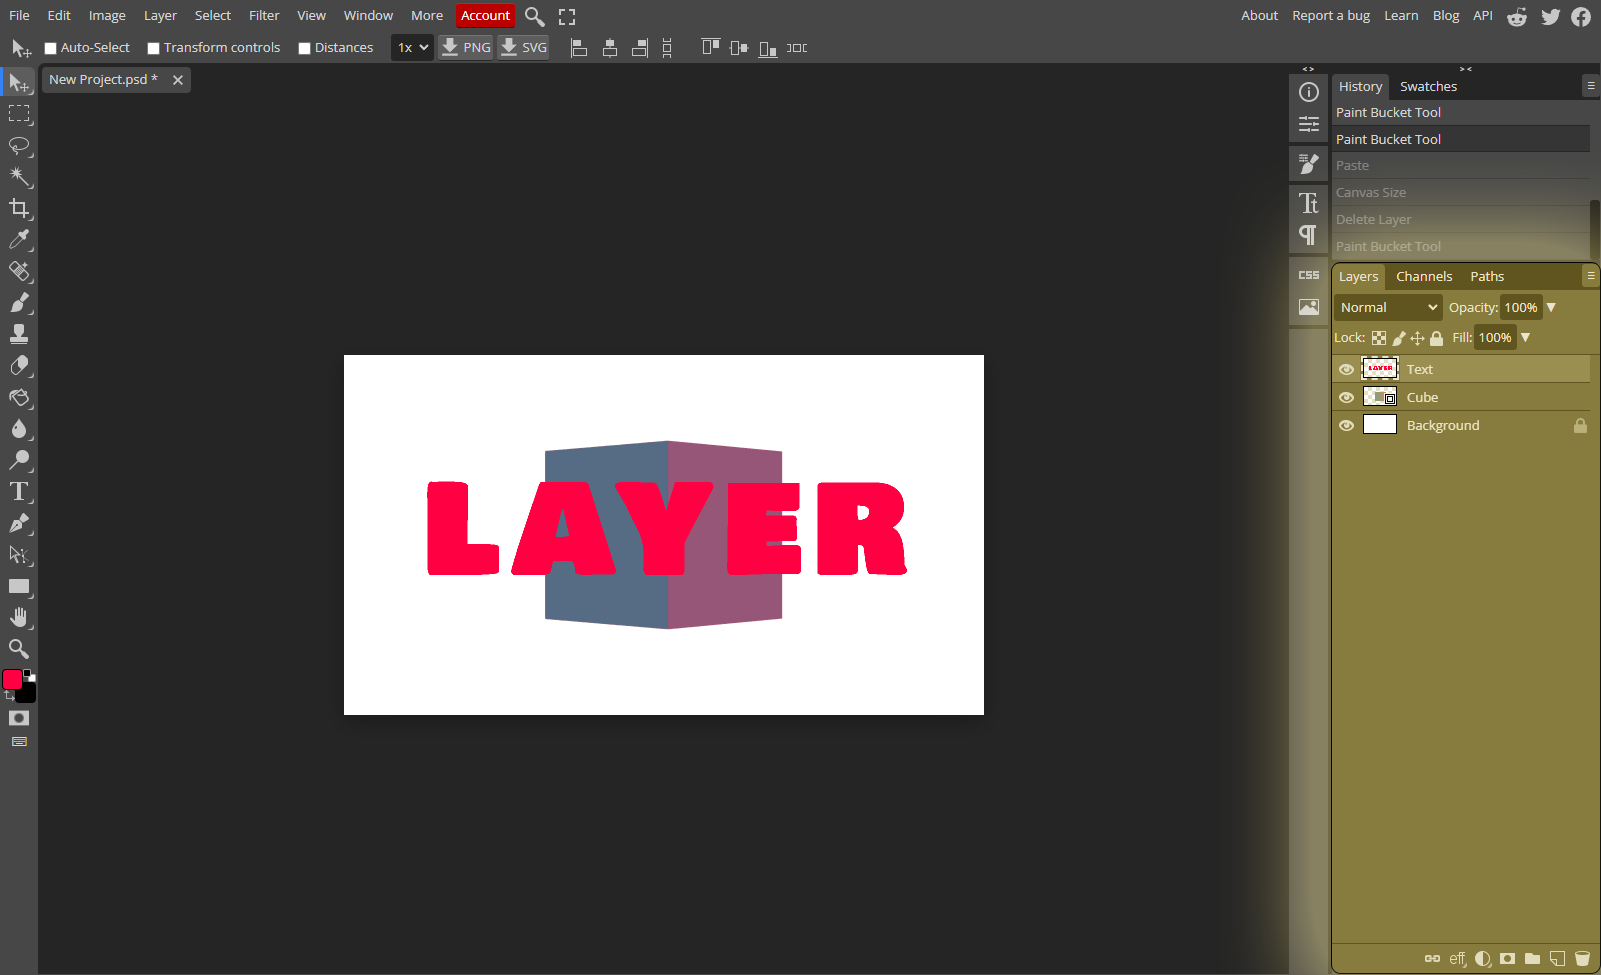 File Edit Image Layer Select Filter View Window More Account About Report a bug Learn Blog API
Auto-Select Transform controls Distances 1x PNG SVG
New Project.psd *
History Swatches
Paint Bucket Tool
Paint Bucket Tool
Paste
Canvas Size
Delete Layer
Paint Bucket Tool
CSS
Layers Channels Paths
Normal Opacity: 100%
Lock: Fill: 100%
LAYER Text
Cube
Background
eff
LAYER